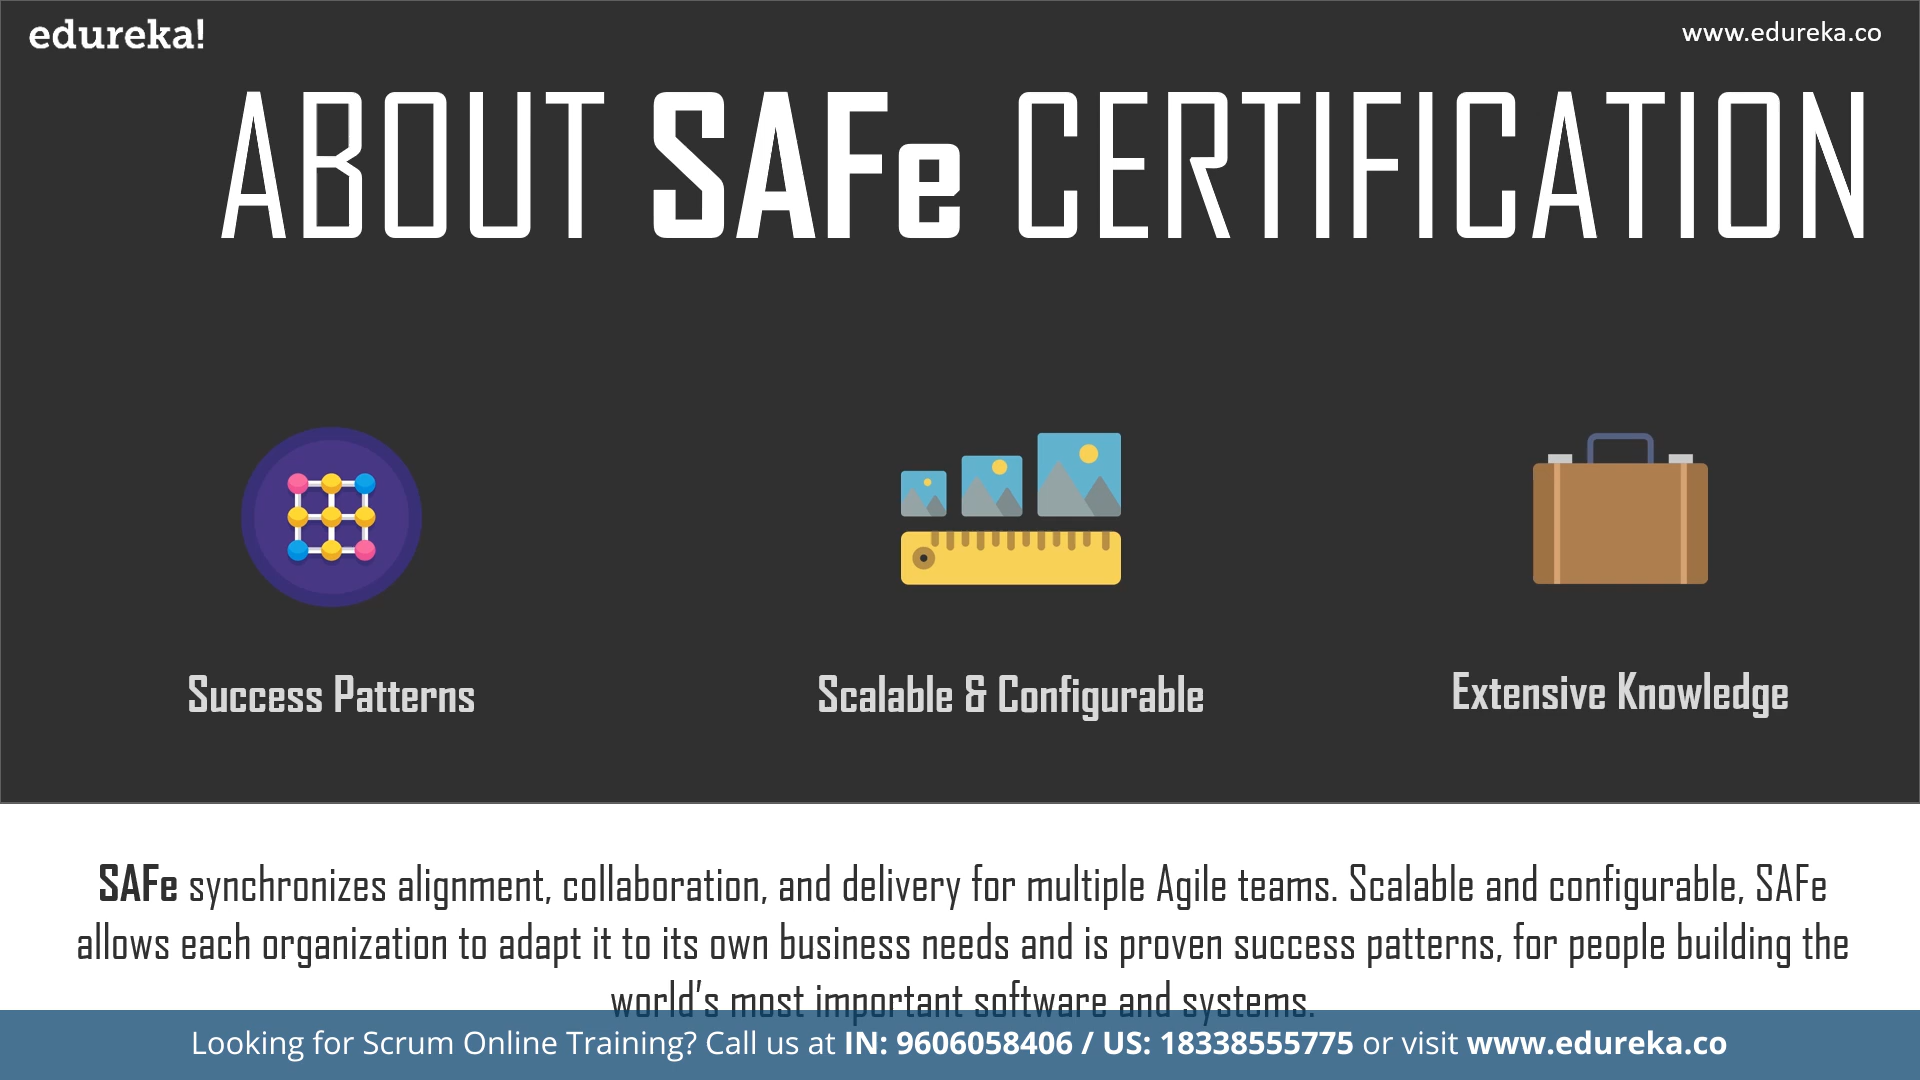 edureka!
www.edureka.co
ABOUT SAFe CERTIFICATION
Success Patterns
Scalable & Configurable
Extensive Knowledge
SAFe synchronizes alignment, collaboration, and delivery for multiple Agile teams. Scalable and configurable, SAFe
allows each organization to adapt it to its own business needs and is proven success patterns, for people building the
world's most important software and systems.
Looking for Scrum Online Training? Call us at IN: 9606058406 / US: 18338555775 or visit www.edureka.co